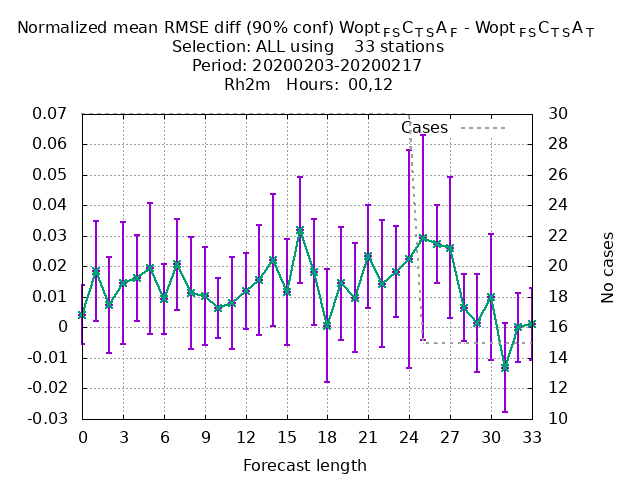 Normalized mean RMSE diff (90% conf) Wopt FS C TS A F - Wopt FS C TS A T
Selection: ALL using 33 stations
Period: 20200203-20200217
Rh2m Hours: 00,12
Cases
0.07
0.06
0.05
0.04
0.03
0.02
0.01
0
-0.01
-0.02
-0.03
30
28
26
24
22
20
18
16
14
12
10
No cases
0 3 6 9 12 15 18 21 24 27 30 33
Forecast length